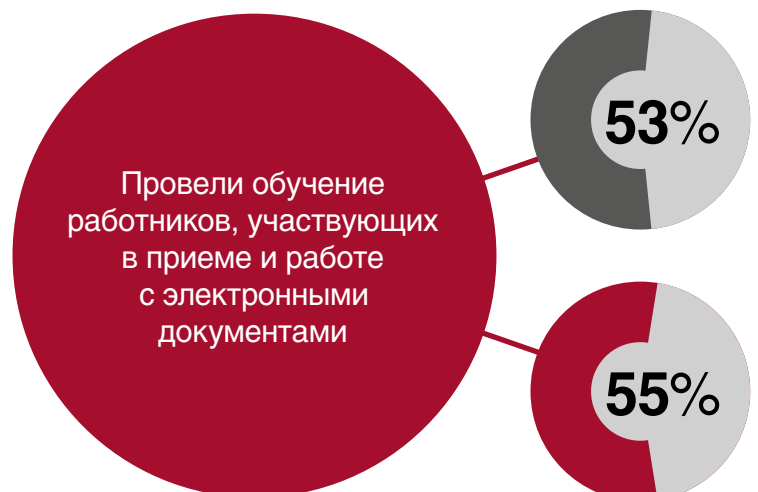 Провели обучение
работников, участвующих
в приеме и работе
с электронными
документами
53%
55%